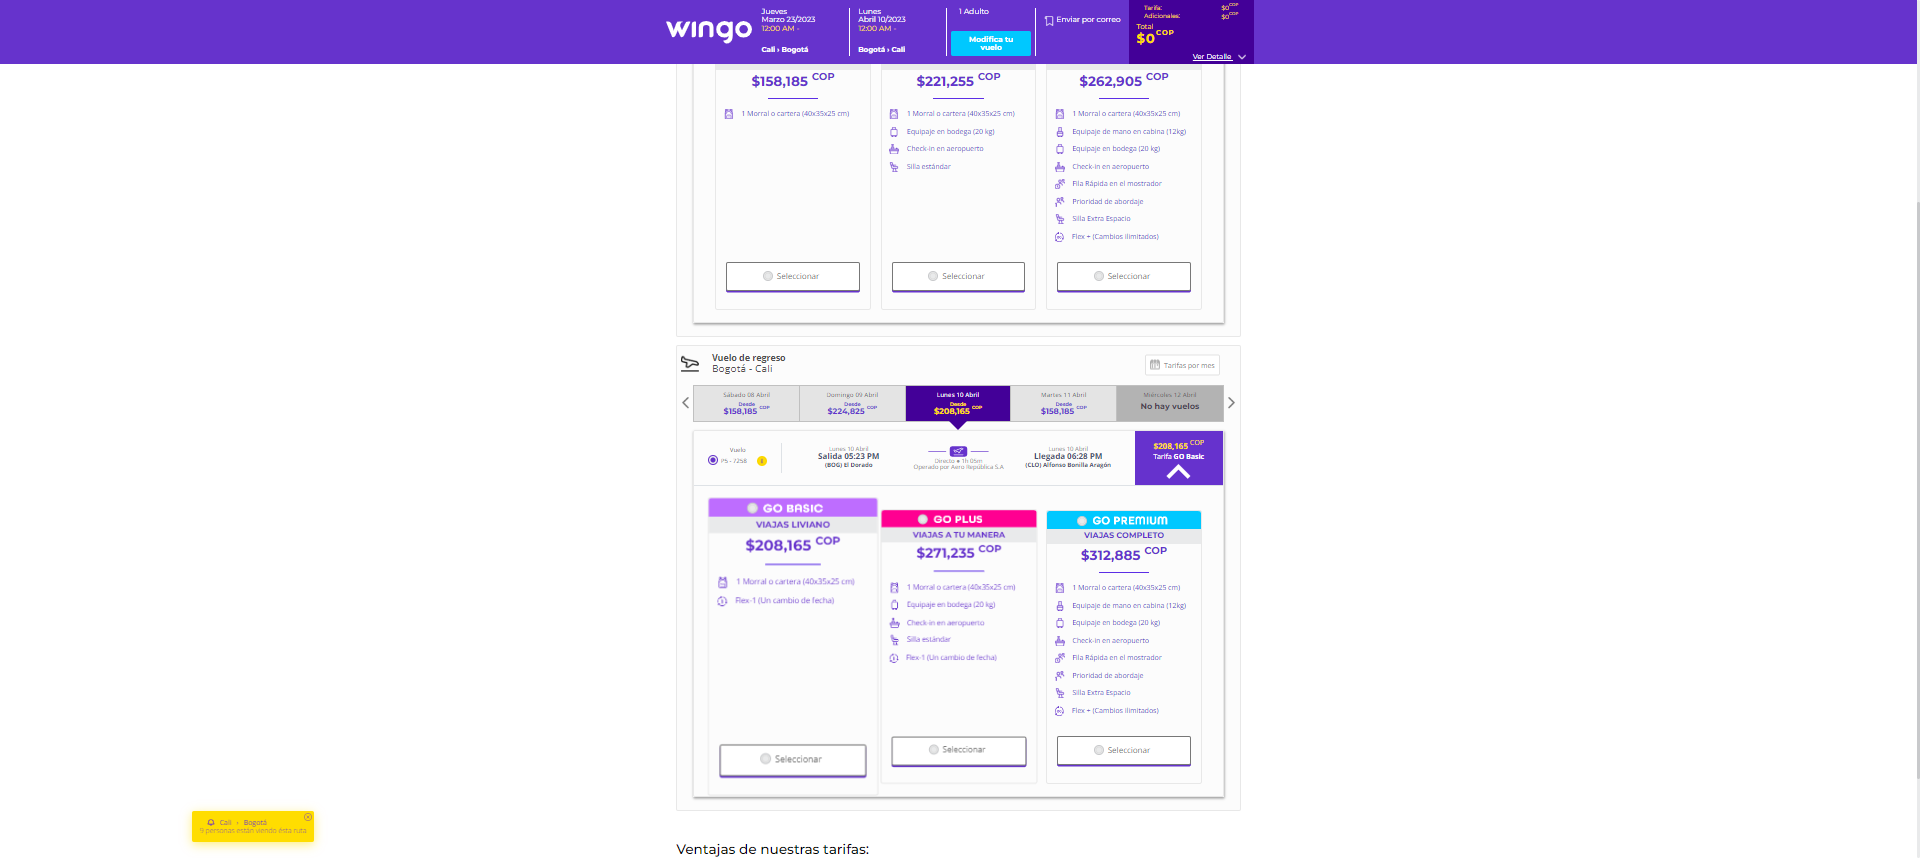 wingo
Jueves
Marzo 23/2023
12:00 AM -
Cali › Bogotá
Lunes
Abril 10/2023
12:00 AM -
Bogotá › Cali
1 Adulto
Modifica tu
vuelo
Enviar por correo
Tarifa: $0 COP
Adicionales: $0 COP
Total
$0 COP
Ver Detalle
$158,185 COP
1 Morral o cartera (40x35x25 cm)
Seleccionar
$221,255 COP
1 Morral o cartera (40x35x25 cm)
Equipaje en bodega (20 kg)
Check-in en aeropuerto
Silla estándar
Seleccionar
$262,905 COP
1 Morral o cartera (40x35x25 cm)
Equipaje de mano en cabina (12kg)
Equipaje en bodega (20 kg)
Check-in en aeropuerto
Fila Rápida en el mostrador
Prioridad de abordaje
Silla Extra Espacio
Flex + (Cambios ilimitados)
Seleccionar
Vuelo de regreso
Bogotá - Cali
Tarifas por mes
Sábado 08 Abril
Desde
$158,185 COP
Domingo 09 Abril
Desde
$224,825 COP
Lunes 10 Abril
Desde
$208,165 COP
Martes 11 Abril
Desde
$158,185 COP
Miércoles 12 Abril
No hay vuelos
Vuelo
P5 - 7258
Lunes 10 Abril
Salida 05:23 PM
(BOG) El Dorado
Directo • 1h 05m
Operado por Aero República S.A
Lunes 10 Abril
Llegada 06:28 PM
(CLO) Alfonso Bonilla Aragón
$208,165 COP
Tarifa GO Basic
GO BASIC
VIAJAS LIVIANO
$208,165 COP
1 Morral o cartera (40x35x25 cm)
Flex-1 (Un cambio de fecha)
Seleccionar
GO PLUS
VIAJAS A TU MANERA
$271,235 COP
1 Morral o cartera (40x35x25 cm)
Equipaje en bodega (20 kg)
Check-in en aeropuerto
Silla estándar
Flex-1 (Un cambio de fecha)
Seleccionar
GO PREMIUM
VIAJAS COMPLETO
$312,885 COP
1 Morral o cartera (40x35x25 cm)
Equipaje de mano en cabina (12kg)
Equipaje en bodega (20 kg)
Check-in en aeropuerto
Fila Rápida en el mostrador
Prioridad de abordaje
Silla Extra Espacio
Flex + (Cambios ilimitados)
Seleccionar
Cali › Bogotá
9 personas están viendo ésta ruta
Ventajas de nuestras tarifas: